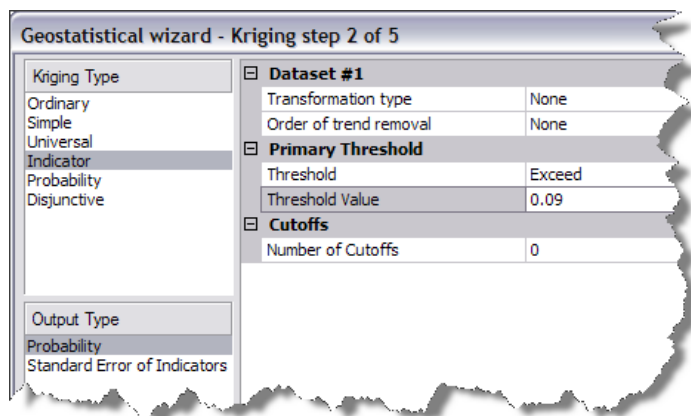 Geostatistical wizard - Kriging step 2 of 5
Kriging Type
Ordinary
Simple
Universal
Indicator
Probability
Disjunctive
Output Type
Probability
Standard Error of Indicators
Dataset #1
Transformation type None
Order of trend removal None
Primary Threshold
Threshold Exceed
Threshold Value 0.09
Cutoffs
Number of Cutoffs 0